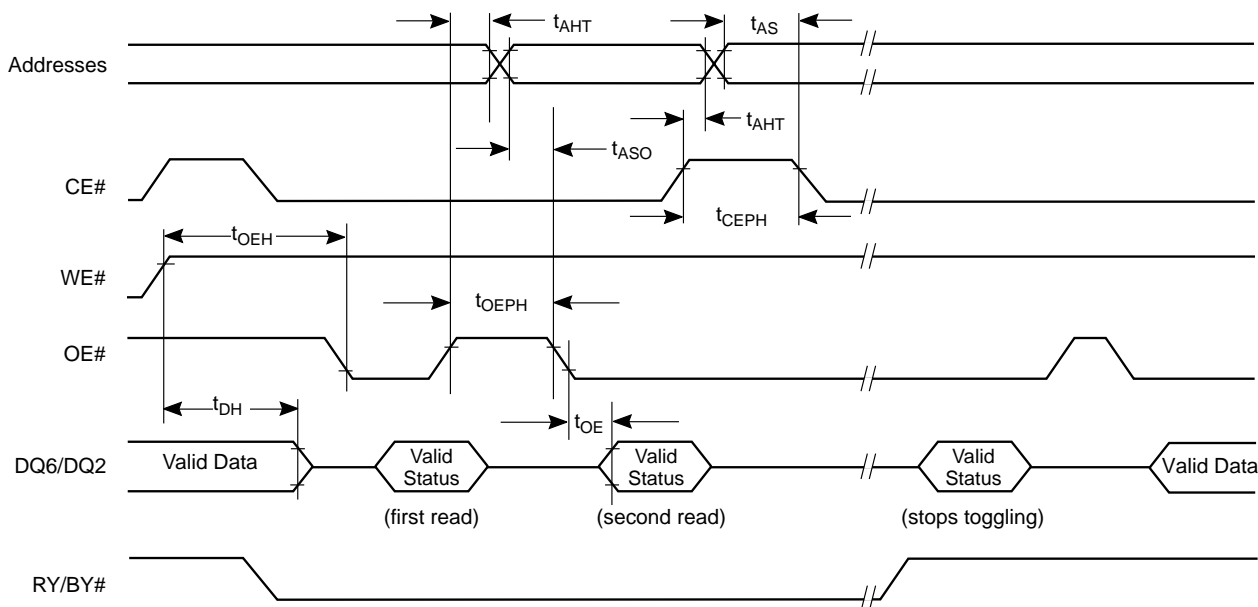 tAHT
tAS
Addresses
tAHT
tASO
CE#
tCEPH
tOEH
WE#
tOEPH
OE#
tDH
tOE
DQ6/DQ2
Valid Data
Valid
Status
Valid
Status
Valid
Status
Valid Data
(first read)
(second read)
(stops toggling)
RY/BY#